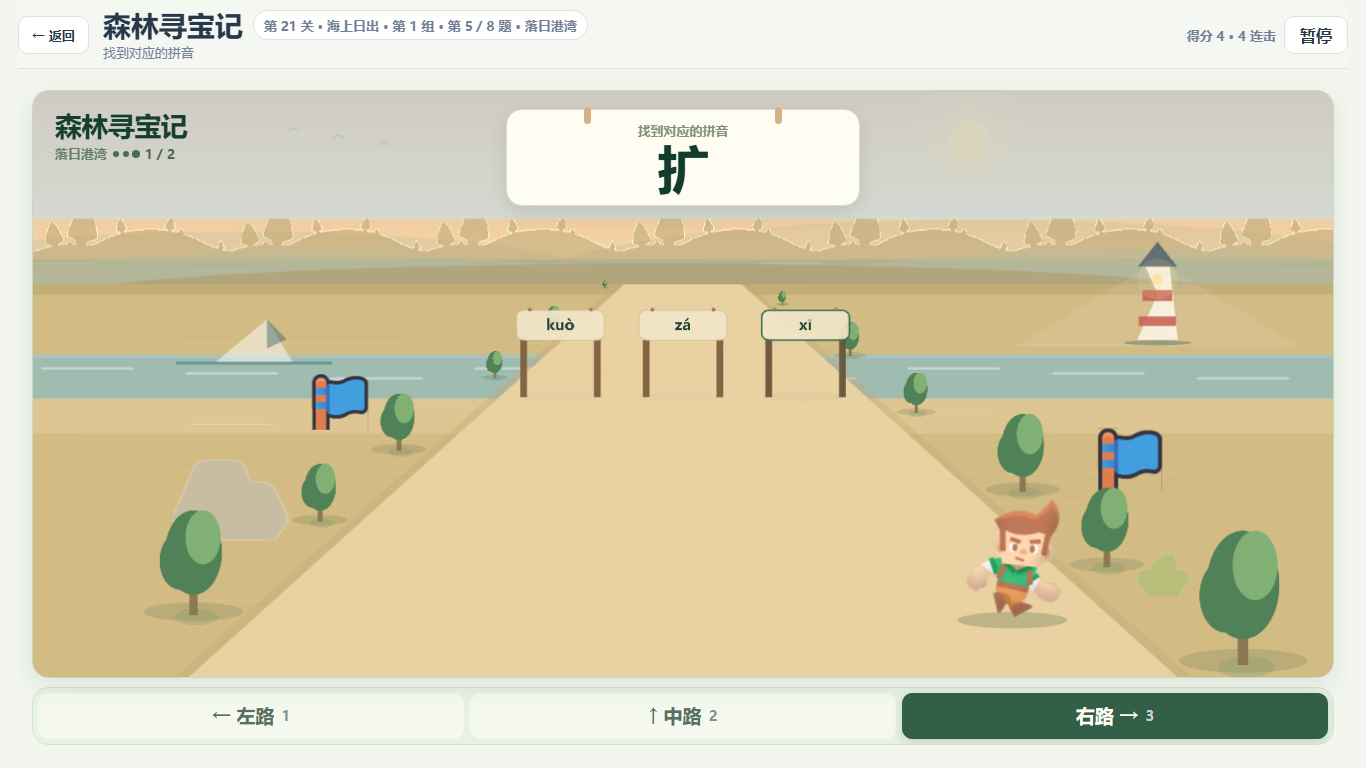 ← 返回
森林寻宝记
第 21 关 • 海上日出 • 第 1 组 • 第 5 / 8 题 • 落日港湾
找到对应的拼音
得分 4 • 4 连击
暂停
森林寻宝记
落日港湾 ●●● 1 / 2
找到对应的拼音
扩
kuò
zá
xī
← 左路 1
↑ 中路 2
右路 → 3